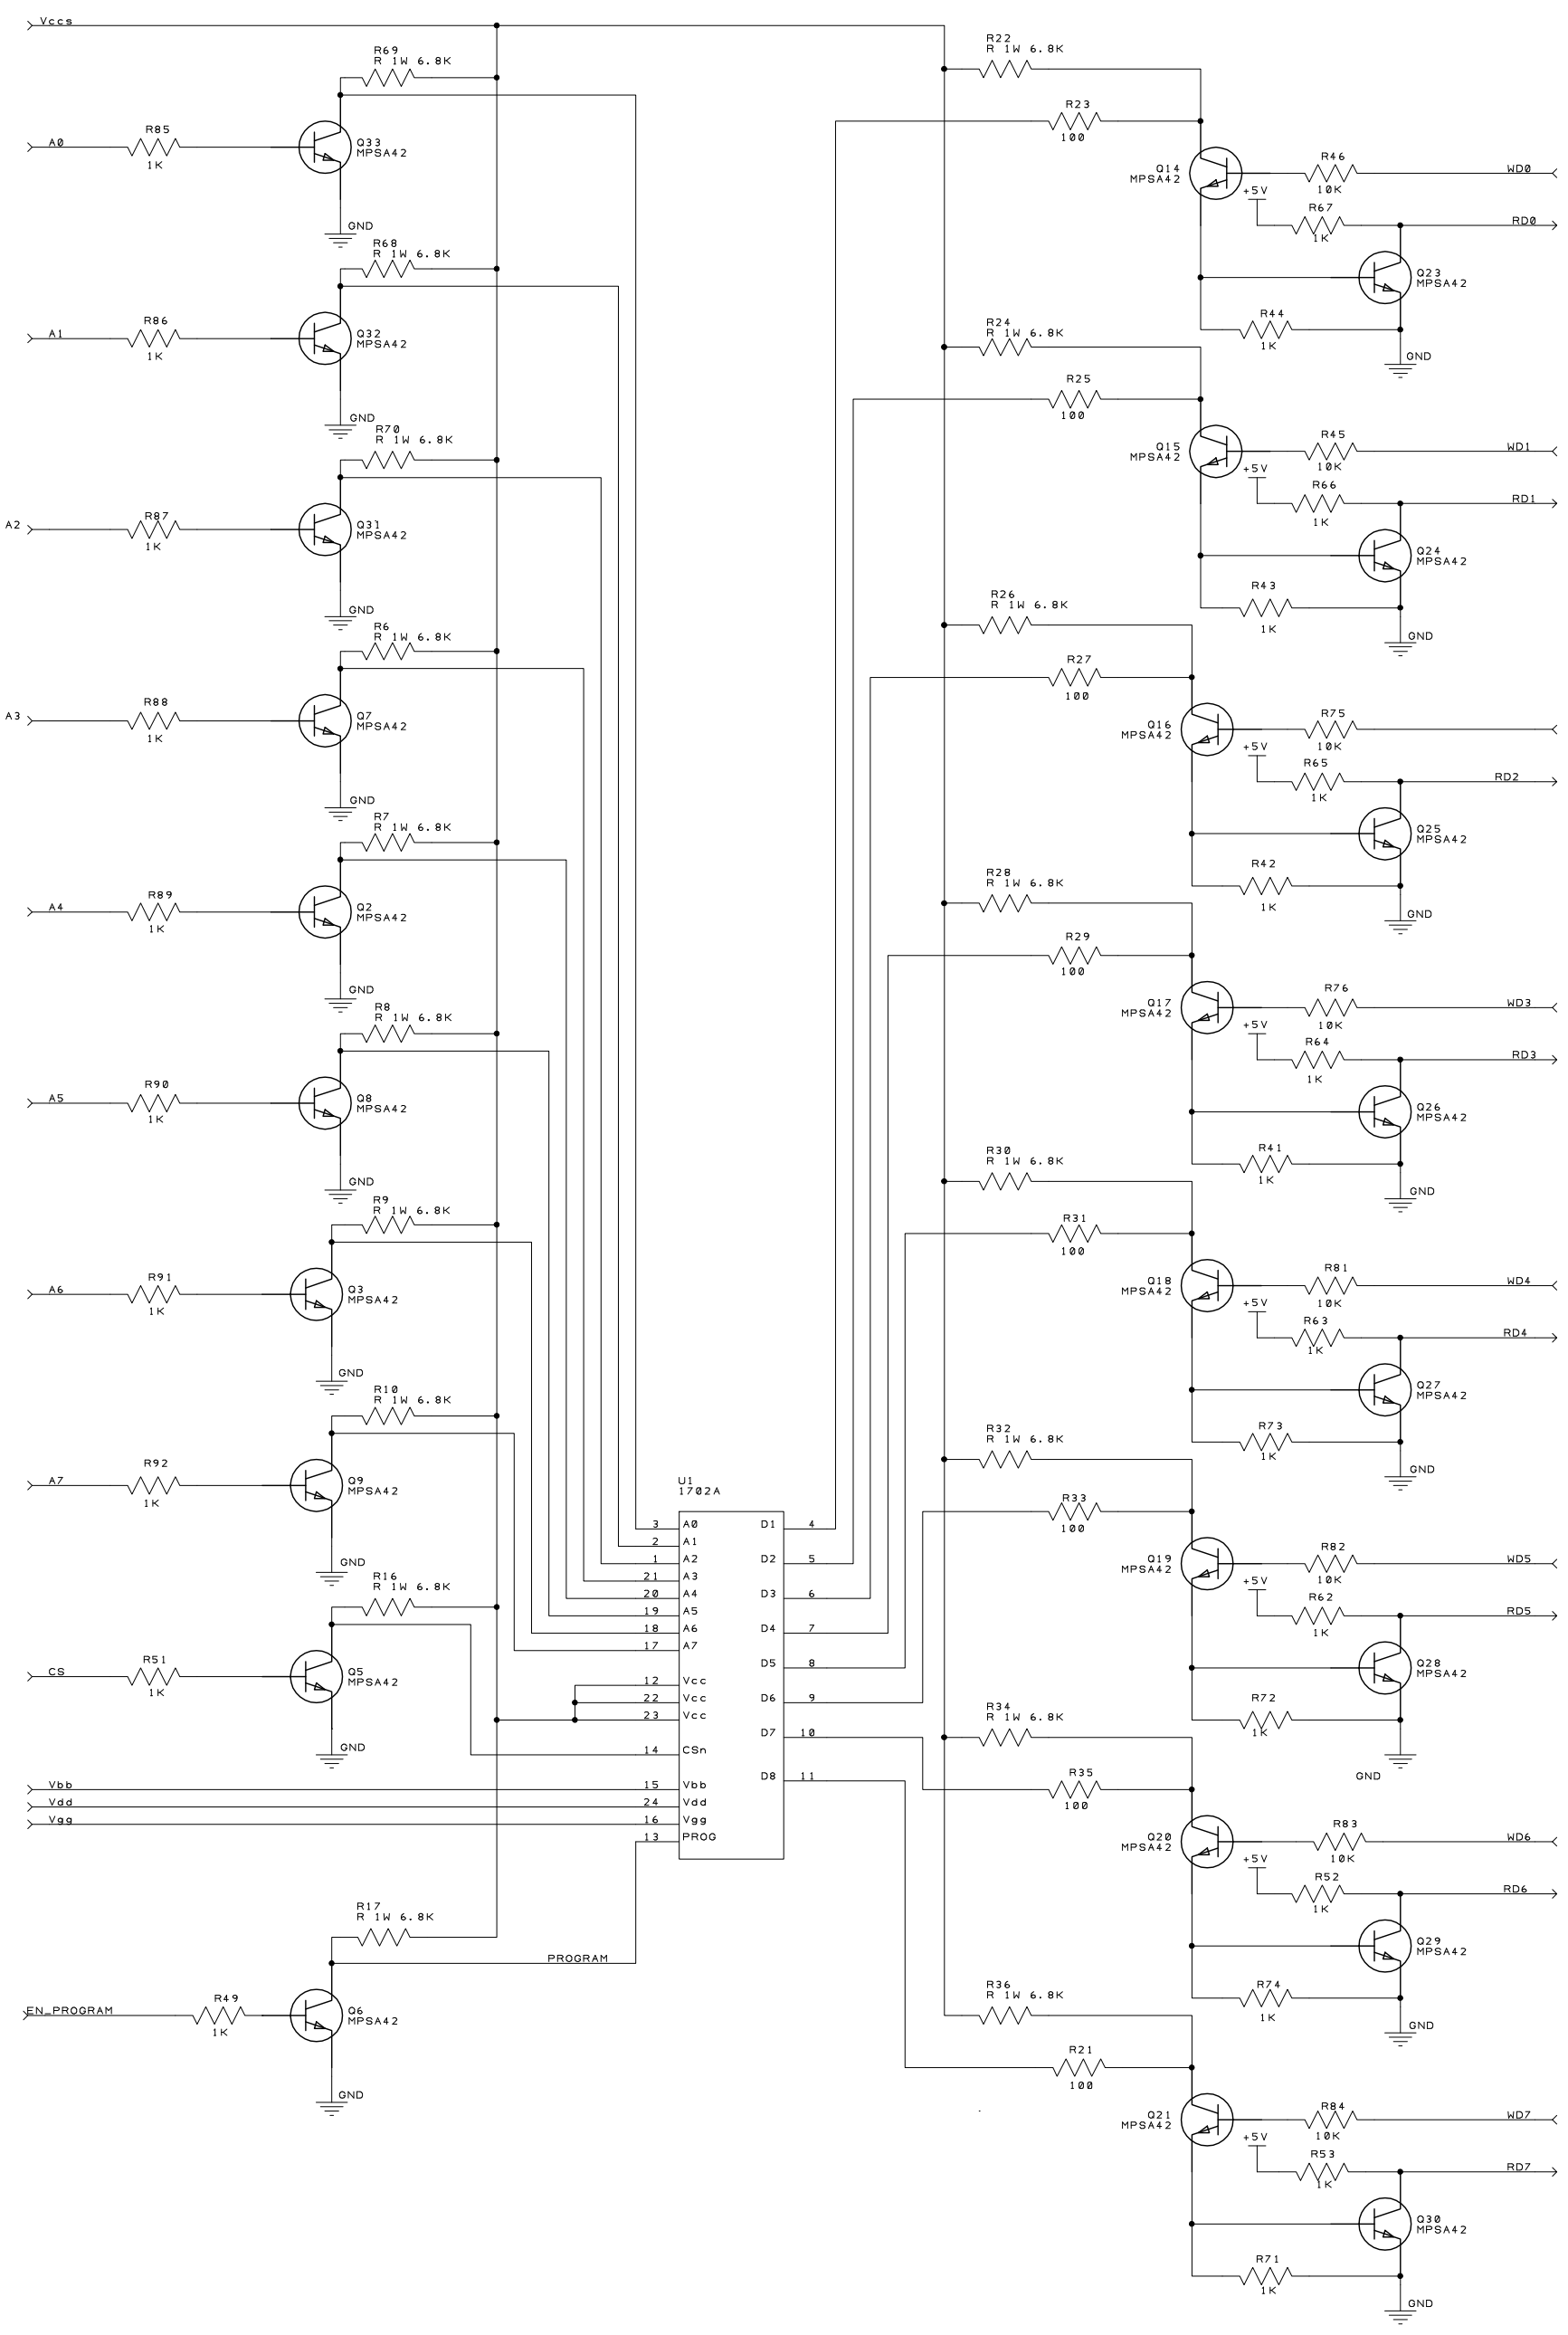 Vccs
R69
R 1W 6.8K
A0
R85
1K
Q33
MPSA42
GND
R68
R 1W 6.8K
A1
R86
1K
Q32
MPSA42
GND
R70
R 1W 6.8K
A2
R87
1K
Q31
MPSA42
GND
R6
R 1W 6.8K
A3
R88
1K
Q7
MPSA42
GND
R7
R 1W 6.8K
A4
R89
1K
Q2
MPSA42
GND
R8
R 1W 6.8K
A5
R90
1K
Q8
MPSA42
GND
R9
R 1W 6.8K
A6
R91
1K
Q3
MPSA42
GND
R10
R 1W 6.8K
A7
R92
1K
Q9
MPSA42
GND
R16
R 1W 6.8K
CS
R51
1K
Q5
MPSA42
GND
Vbb
Vdd
Vgg
R17
R 1W 6.8K
PROGRAM
EN_PROGRAM
R49
1K
Q6
MPSA42
GND
U1
1702A
3 A0 D1 4
2 A1
1 A2 D2 5
21 A3
20 A4 D3 6
19 A5
18 A6 D4 7
17 A7
D5 8
12 Vcc
22 Vcc D6 9
23 Vcc
D7 10
14 CSn
D8 11
15 Vbb
24 Vdd
16 Vgg
13 PROG
R22
R 1W 6.8K
R23
100
Q14
MPSA42
R46
10K
WD0
+5V
R67
1K
RD0
Q23
MPSA42
R44
1K
GND
R24
R 1W 6.8K
R25
100
Q15
MPSA42
R45
10K
WD1
+5V
R66
1K
RD1
Q24
MPSA42
R43
1K
GND
R26
R 1W 6.8K
R27
100
Q16
MPSA42
R75
10K
+5V
R65
1K
RD2
Q25
MPSA42
R42
1K
GND
R28
R 1W 6.8K
R29
100
Q17
MPSA42
R76
10K
WD3
+5V
R64
1K
RD3
Q26
MPSA42
R41
1K
GND
R30
R 1W 6.8K
R31
100
Q18
MPSA42
R81
10K
WD4
+5V
R63
1K
RD4
Q27
MPSA42
R73
1K
GND
R32
R 1W 6.8K
R33
100
Q19
MPSA42
R82
10K
WD5
+5V
R62
1K
RD5
Q28
MPSA42
R72
1K
GND
R34
R 1W 6.8K
R35
100
Q20
MPSA42
R83
10K
WD6
+5V
R52
1K
RD6
Q29
MPSA42
R74
1K
GND
R36
R 1W 6.8K
R21
100
Q21
MPSA42
R84
10K
WD7
+5V
R53
1K
RD7
Q30
MPSA42
R71
1K
GND